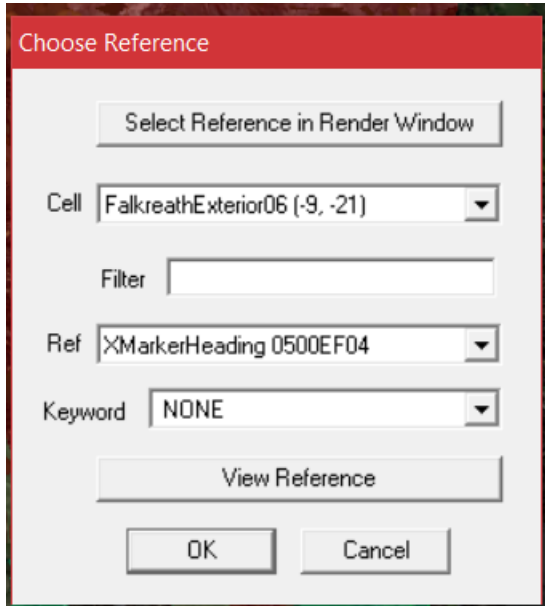 Choose Reference
Select Reference in Render Window
Cell FalkreathExterior06 (-9, -21)
Filter
Ref XMarkerHeading 0500EF04
Keyword NONE
View Reference
OK Cancel